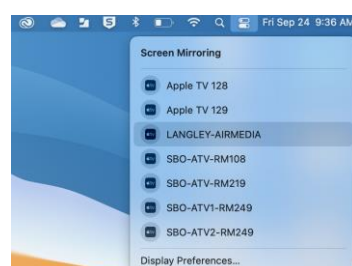 Fri Sep 24 9:36 AM
Screen Mirroring
Apple TV 128
Apple TV 129
LANGLEY-AIRMEDIA
SBO-ATV-RM108
SBO-ATV-RM219
SBO-ATV1-RM249
SBO-ATV2-RM249
Display Preferences...